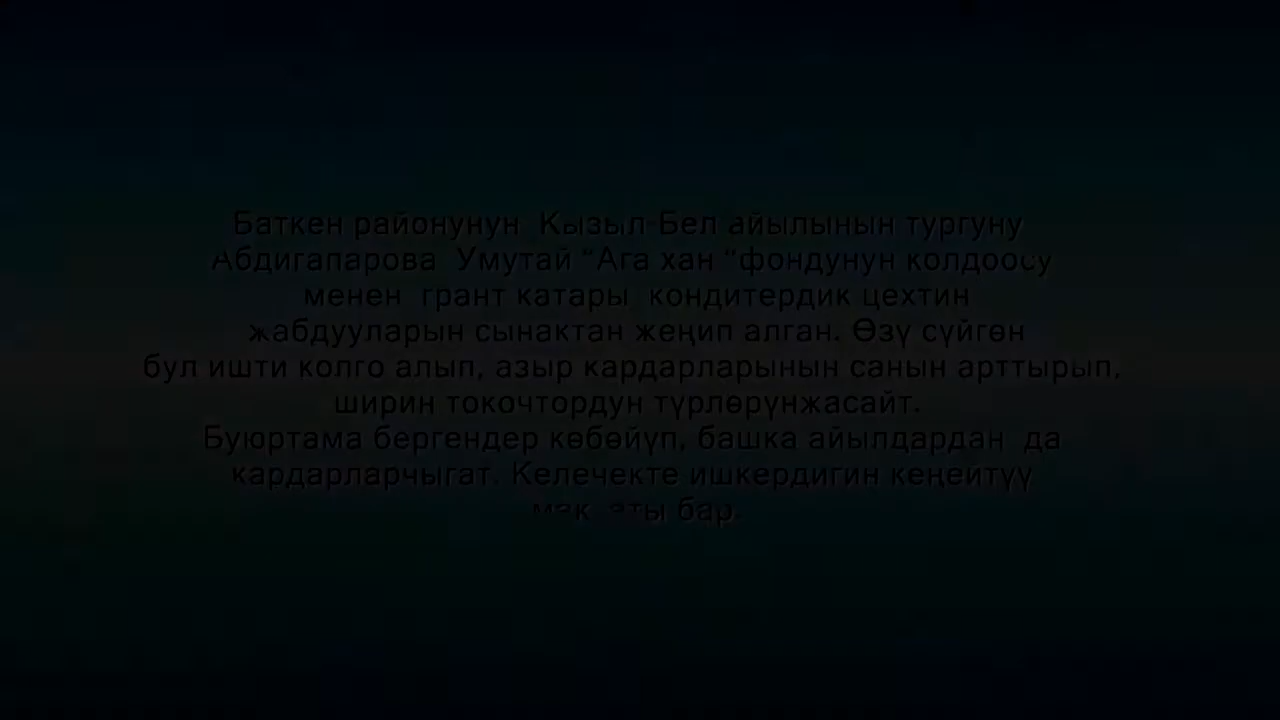 Баткен районунун Кызыл-Бел айылынын тургуну
Абдигапарова Умутай "Ага хан "фондунун колдоосу
менен грант катары кондитердик цехтин
жабдууларын сынактан жеңип алган. Өзү сүйгөн
бул ишти колго алып, азыр кардарларынын санын арттырып,
ширин токочтордун түрлөрүнжасайт.
Буюртама бергендер көбөйүп, башка айылдардан да
кардарларчыгат. Келечекте ишкердигин кеңейтүү
бар.